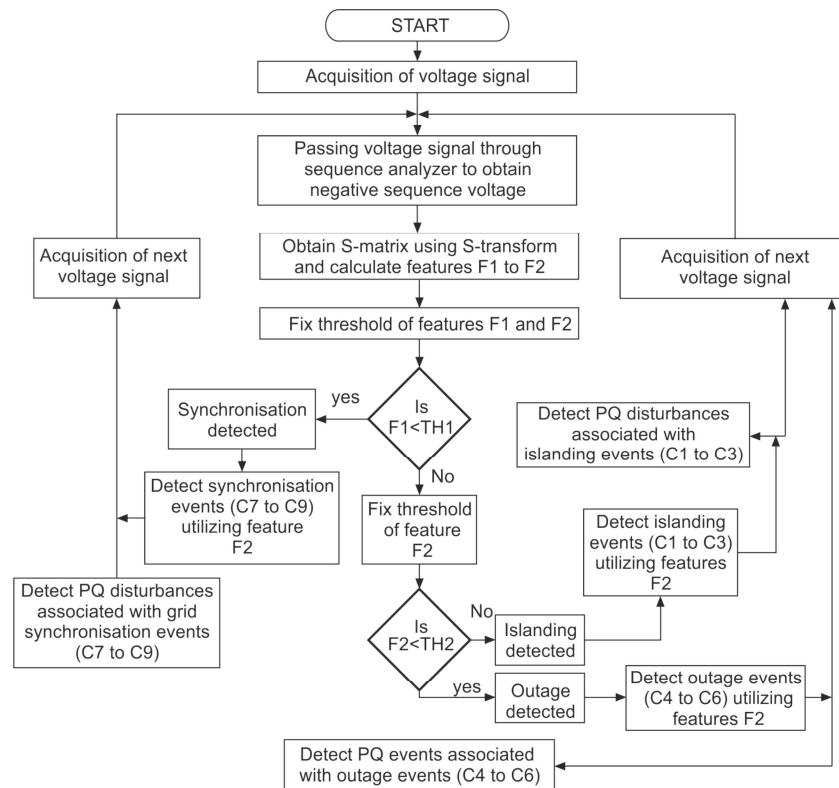 START
Acquisition of voltage signal
Passing voltage signal through
sequence analyzer to obtain
negative sequence voltage
Acquisition of next
voltage signal
Obtain S-matrix using S-transform
and calculate features F1 to F2
Acquisition of next
voltage signal
Fix threshold of features F1 and F2
Is
F1<TH1
yes
No
Synchronisation
detected
Detect synchronisation
events (C7 to C9)
utilizing feature
F2
Detect PQ disturbances
associated with grid
synchronisation events
(C7 to C9)
Fix threshold
of feature
F2
Is
F2<TH2
No
Islanding
detected
Detect islanding
events (C1 to C3)
utilizing features
F2
Detect PQ disturbances
associated with
islanding events (C1 to C3)
yes
Outage
detected
Detect outage events
(C4 to C6) utilizing
features F2
Detect PQ events associated
with outage events (C4 to C6)